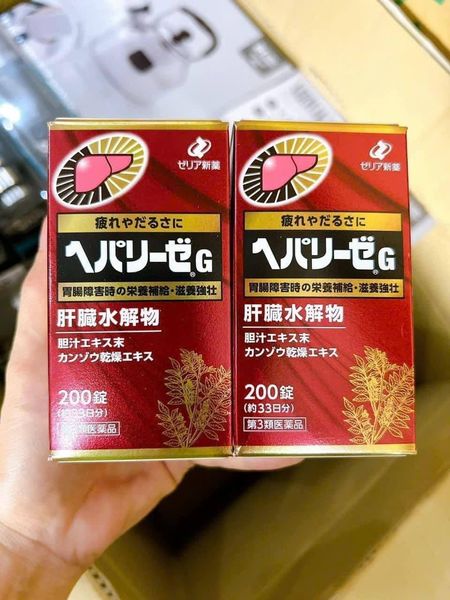 ゼリア新薬
疲れやだるさに
ヘパリーゼG®
胃腸障害時の栄養補給・滋養強壮
肝臓水解物
胆汁エキス末
カンゾウ乾燥エキス
200錠
(約33日分)
第3類医薬品
ゼリア新薬
疲れやだるさに
ヘパリーゼG®
胃腸障害時の栄養補給・滋養強壮
肝臓水解物
胆汁エキス末
カンゾウ乾燥エキス
200錠
(約33日分)
第3類医薬品